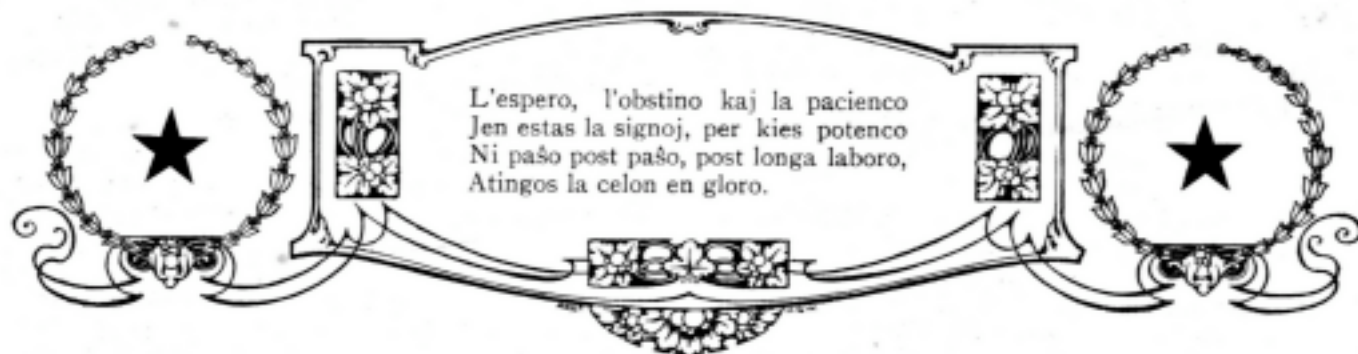 L'espero, l'obstino kaj la pacienco
Jen estas la signoj, per kies potenco
Ni paŝo post paŝo, post longa laboro,
Atingos la celon en gloro.